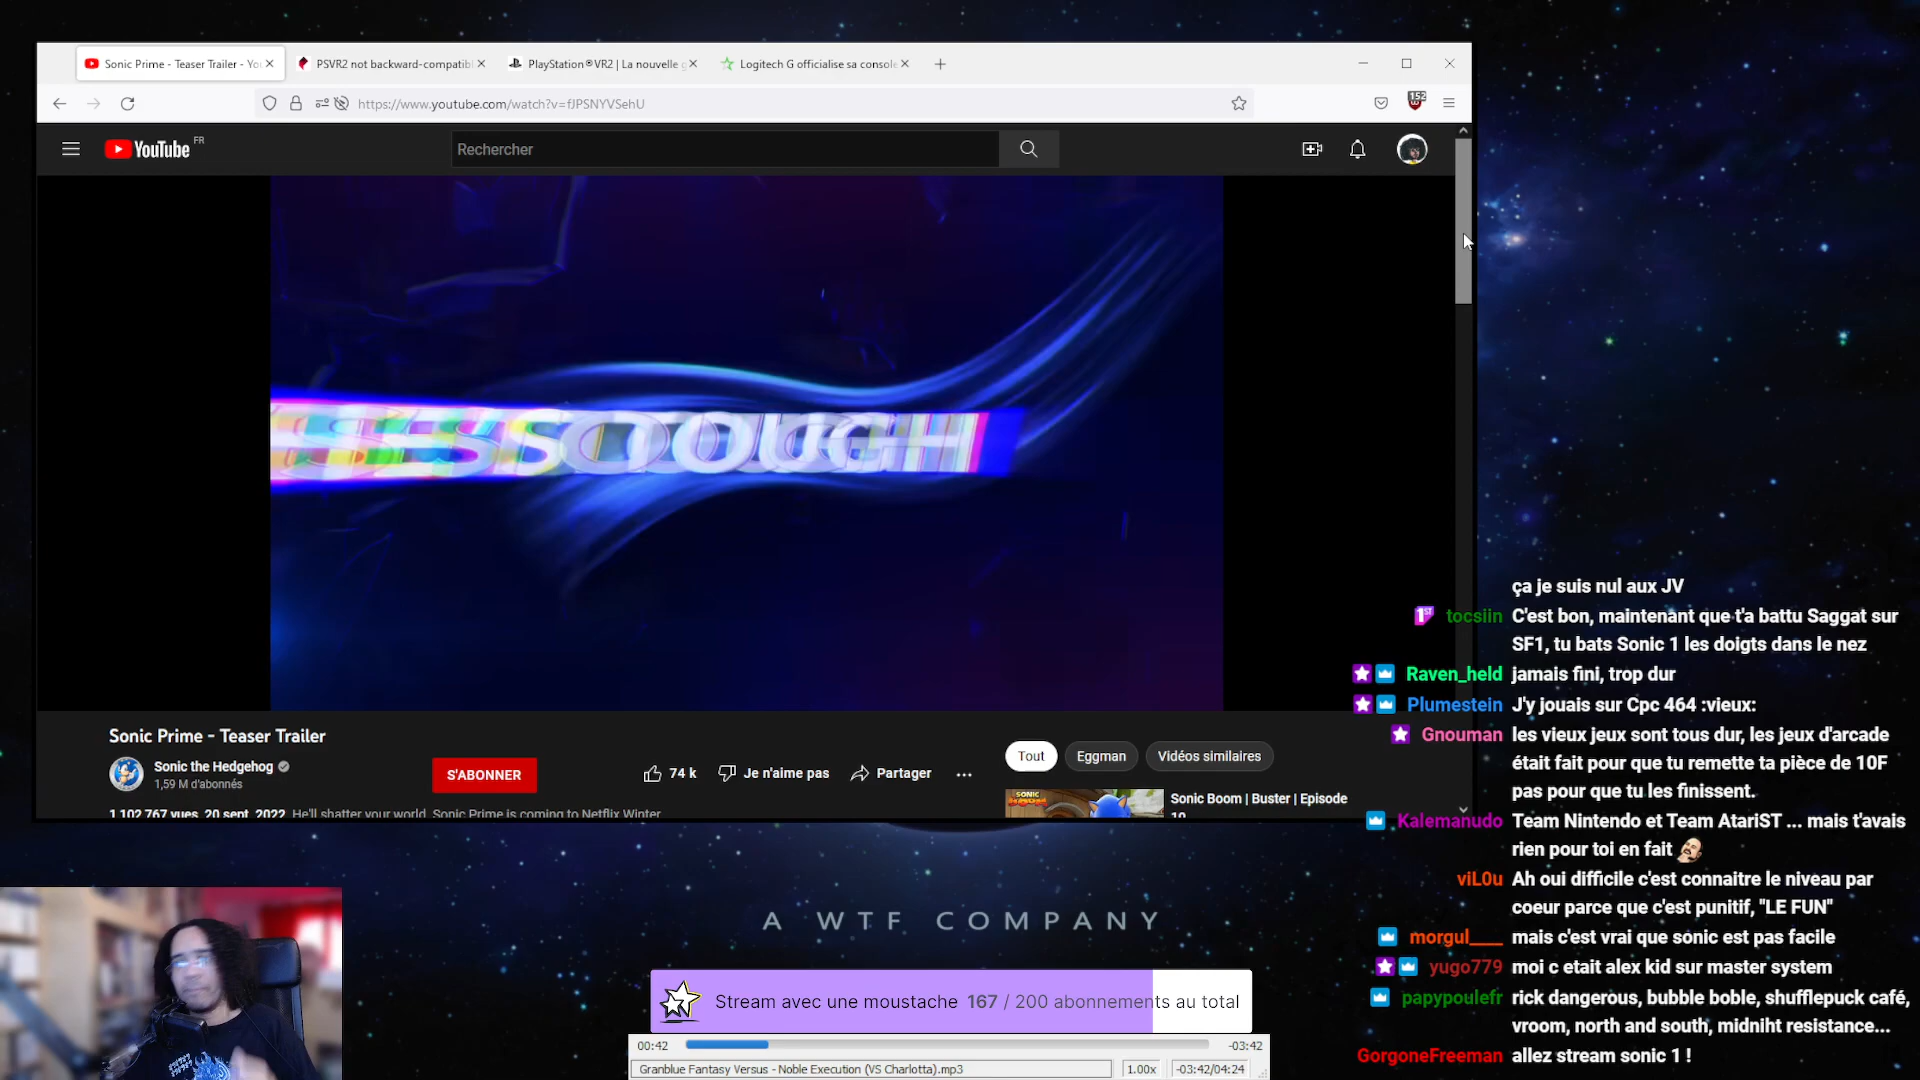 Sonic Prime - Teaser Trailer - Yo
PSVR2 not backward-compatibl
PlayStation®VR2 | La nouvelle g
Logitech G officialise sa console
https://www.youtube.com/watch?v=fJPSNYVSehU
152
YouTube FR
Rechercher
Sonic Prime - Teaser Trailer
Sonic the Hedgehog
1,59 M d'abonnés
S'ABONNER
74 k
Je n'aime pas
Partager
Tout
Eggman
Vidéos similaires
Sonic Boom | Buster | Episode
10
1 102 767 vues 20 sept. 2022 He'll shatter your world. Sonic Prime is coming to Netflix Winter
ça je suis nul aux JV
tocsiin C'est bon, maintenant que t'a battu Saggat sur
SF1, tu bats Sonic 1 les doigts dans le nez
Raven_held jamais fini, trop dur
Plumestein J'y jouais sur Cpc 464 :vieux:
Gnouman les vieux jeux sont tous dur, les jeux d'arcade
était fait pour que tu remette ta pièce de 10F
pas pour que tu les finissent.
Kalemanudo Team Nintendo et Team AtariST ... mais t'avais
rien pour toi en fait
viL0u Ah oui difficile c'est connaitre le niveau par
coeur parce que c'est punitif, "LE FUN"
morgul____ mais c'est vrai que sonic est pas facile
yugo779 moi c etait alex kid sur master system
papypoulefr rick dangerous, bubble boble, shufflepuck café,
vroom, north and south, midniht resistance...
GorgoneFreeman allez stream sonic 1 !
A WTF COMPANY
Stream avec une moustache 167 / 200 abonnements au total
00:42
-03:42
Granblue Fantasy Versus - Noble Execution (VS Charlotta).mp3
1.00x
-03:42/04:24